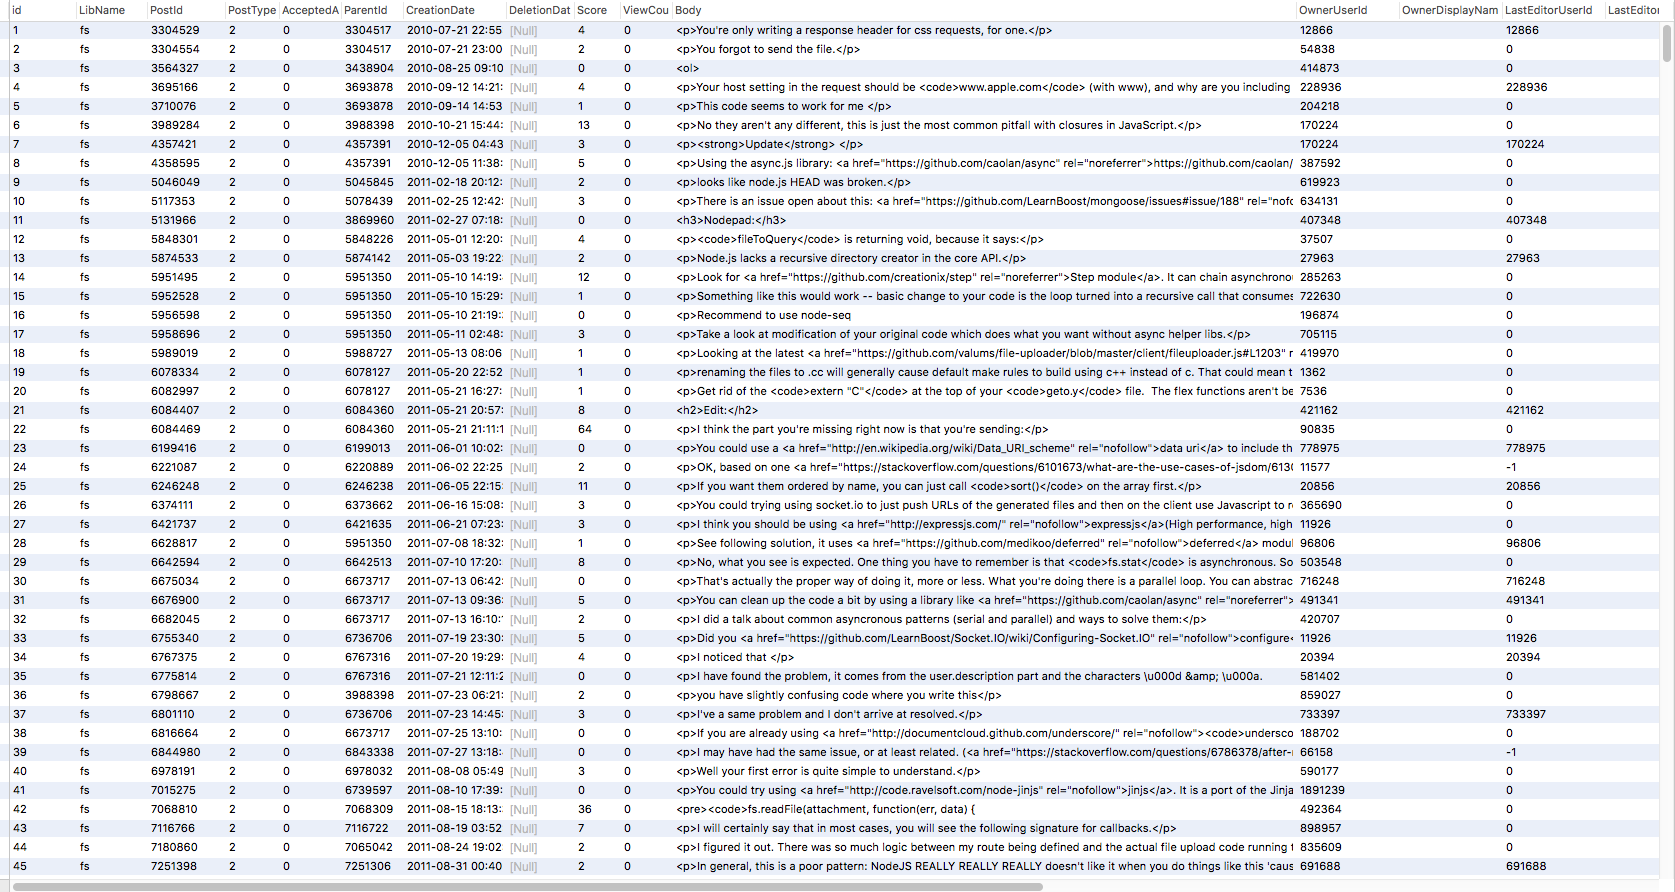 id LibName PostId PostType AcceptedA ParentId CreationDate DeletionDat Score ViewCou Body OwnerUserId OwnerDisplayNam LastEditorUserId LastEditor
1 fs 3304529 2 0 3304517 2010-07-21 22:55 [Null] 4 0 <p>You're only writing a response header for css requests, for one.</p> 12866 12866
2 fs 3304554 2 0 3304517 2010-07-21 23:00 [Null] 2 0 <p>You forgot to send the file.</p> 54838 0
3 fs 3564327 2 0 3438904 2010-08-25 09:10 [Null] 0 0 <ol> 414873 0
4 fs 3695166 2 0 3693878 2010-09-12 14:21: [Null] 4 0 <p>Your host setting in the request should be <code>www.apple.com</code> (with www), and why are you including 228936 228936
5 fs 3710076 2 0 3693878 2010-09-14 14:53 [Null] 1 0 <p>This code seems to work for me </p> 204218 0
6 fs 3989284 2 0 3988398 2010-10-21 15:44: [Null] 13 0 <p>No they aren't any different, this is just the most common pitfall with closures in JavaScript.</p> 170224 0
7 fs 4357421 2 0 4357391 2010-12-05 04:43 [Null] 3 0 <p><strong>Update</strong> </p> 170224 170224
8 fs 4358595 2 0 4357391 2010-12-05 11:38: [Null] 5 0 <p>Using the async.js library: <a href="https://github.com/caolan/async" rel="noreferrer">https://github.com/caolan/ 387592 0
9 fs 5046049 2 0 5045845 2011-02-18 20:12: [Null] 2 0 <p>looks like node.js HEAD was broken.</p> 619923 0
10 fs 5117353 2 0 5078439 2011-02-25 12:42: [Null] 3 0 <p>There is an issue open about this: <a href="https://github.com/LearnBoost/mongoose/issues#issue/188" rel="nofc 634131 0
11 fs 5131966 2 0 3869960 2011-02-27 07:18: [Null] 0 0 <h3>Nodepad:</h3> 407348 407348
12 fs 5848301 2 0 5848226 2011-05-01 12:20: [Null] 4 0 <p><code>fileToQuery</code> is returning void, because it says:</p> 37507 0
13 fs 5874533 2 0 5874142 2011-05-03 19:22 [Null] 2 0 <p>Node.js lacks a recursive directory creator in the core API.</p> 27963 27963
14 fs 5951495 2 0 5951350 2011-05-10 14:19: [Null] 12 0 <p>Look for <a href="https://github.com/creationix/step" rel="noreferrer">Step module</a>. It can chain asynchrono 285263 0
15 fs 5952528 2 0 5951350 2011-05-10 15:29: [Null] 1 0 <p>Something like this would work -- basic change to your code is the loop turned into a recursive call that consumes 722630 0
16 fs 5956598 2 0 5951350 2011-05-10 21:19: [Null] 0 0 <p>Recommend to use node-seq 196874 0
17 fs 5958696 2 0 5951350 2011-05-11 02:48: [Null] 3 0 <p>Take a look at modification of your original code which does what you want without async helper libs.</p> 705115 0
18 fs 5989019 2 0 5988727 2011-05-13 08:06 [Null] 1 0 <p>Looking at the latest <a href="https://github.com/valums/file-uploader/blob/master/client/fileuploader.js#L1203" r 419970 0
19 fs 6078334 2 0 6078127 2011-05-20 22:52 [Null] 1 0 <p>renaming the files to .cc will generally cause default make rules to build using c++ instead of c. That could mean t 1362 0
20 fs 6082997 2 0 6078127 2011-05-21 16:27: [Null] 1 0 <p>Get rid of the <code>extern "C"</code> at the top of your <code>geto.y</code> file.  The flex functions aren't be 7536 0
21 fs 6084407 2 0 6084360 2011-05-21 20:57: [Null] 8 0 <h2>Edit:</h2> 421162 421162
22 fs 6084469 2 0 6084360 2011-05-21 21:11:1 [Null] 64 0 <p>I think the part you're missing right now is that you're sending:</p> 90835 0
23 fs 6199416 2 0 6199013 2011-06-01 10:02: [Null] 0 0 <p>You could use a <a href="http://en.wikipedia.org/wiki/Data_URI_scheme" rel="nofollow">data uri</a> to include th 778975 778975
24 fs 6221087 2 0 6220889 2011-06-02 22:25 [Null] 2 0 <p>OK, based on one <a href="https://stackoverflow.com/questions/6101673/what-are-the-use-cases-of-jsdom/613( 11577 -1
25 fs 6246248 2 0 6246238 2011-06-05 22:15: [Null] 11 0 <p>If you want them ordered by name, you can just call <code>sort()</code> on the array first.</p> 20856 20856
26 fs 6374111 2 0 6373662 2011-06-16 15:08: [Null] 3 0 <p>You could trying using socket.io to just push URLs of the generated files and then on the client use Javascript to r 365690 0
27 fs 6421737 2 0 6421635 2011-06-21 07:23: [Null] 3 0 <p>I think you should be using <a href="http://expressjs.com/" rel="nofollow">expressjs</a>(High performance, high 11926 0
28 fs 6628817 2 0 5951350 2011-07-08 18:32: [Null] 1 0 <p>See following solution, it uses <a href="https://github.com/medikoo/deferred" rel="nofollow">deferred</a> modul 96806 96806
29 fs 6642594 2 0 6642513 2011-07-10 17:20: [Null] 8 0 <p>No, what you see is expected. One thing you have to remember is that <code>fs.stat</code> is asynchronous. So 503548 0
30 fs 6675034 2 0 6673717 2011-07-13 06:42: [Null] 0 0 <p>That's actually the proper way of doing it, more or less. What you're doing there is a parallel loop. You can abstrac 716248 716248
31 fs 6676900 2 0 6673717 2011-07-13 09:36: [Null] 5 0 <p>You can clean up the code a bit by using a library like <a href="https://github.com/caolan/async" rel="noreferrer"> 491341 491341
32 fs 6682045 2 0 6673717 2011-07-13 16:10: [Null] 2 0 <p>I did a talk about common asyncronous patterns (serial and parallel) and ways to solve them:</p> 420707 0
33 fs 6755340 2 0 6736706 2011-07-19 23:30: [Null] 5 0 <p>Did you <a href="https://github.com/LearnBoost/Socket.IO/wiki/Configuring-Socket.IO" rel="nofollow">configure< 11926 11926
34 fs 6767375 2 0 6767316 2011-07-20 19:29: [Null] 4 0 <p>I noticed that </p> 20394 20394
35 fs 6775814 2 0 6767316 2011-07-21 12:11:2 [Null] 0 0 <p>I have found the problem, it comes from the user.description part and the characters \u000d &amp; \u000a. 581402 0
36 fs 6798667 2 0 3988398 2011-07-23 06:21: [Null] 2 0 <p>you have slightly confusing code where you write this</p> 859027 0
37 fs 6801110 2 0 6736706 2011-07-23 14:45: [Null] 3 0 <p>I've a same problem and I don't arrive at resolved.</p> 733397 733397
38 fs 6816664 2 0 6673717 2011-07-25 13:10: [Null] 0 0 <p>If you are already using <a href="http://documentcloud.github.com/underscore/" rel="nofollow"><code>undersco 188702 0
39 fs 6844980 2 0 6843338 2011-07-27 13:18: [Null] 0 0 <p>I may have had the same issue, or at least related. (<a href="https://stackoverflow.com/questions/6786378/after- 66158 -1
40 fs 6978191 2 0 6978032 2011-08-08 05:49 [Null] 3 0 <p>Well your first error is quite simple to understand.</p> 590177 0
41 fs 7015275 2 0 6739597 2011-08-10 17:39: [Null] 0 0 <p>You could try using <a href="http://code.ravelsoft.com/node-jinjs" rel="nofollow">jinjs</a>. It is a port of the Jinja 1891239 0
42 fs 7068810 2 0 7068309 2011-08-15 18:13: [Null] 36 0 <pre><code>fs.readFile(attachment, function(err, data) { 492364 0
43 fs 7116766 2 0 7116722 2011-08-19 03:52 [Null] 7 0 <p>I will certainly say that in most cases, you will see the following signature for callbacks.</p> 898957 0
44 fs 7180860 2 0 7065042 2011-08-24 19:02 [Null] 2 0 <p>I figured it out. There was so much logic between my route being defined and the actual file upload code running t 835609 0
45 fs 7251398 2 0 7251306 2011-08-31 00:40 [Null] 2 0 <p>In general, this is a poor pattern: NodeJS REALLY REALLY REALLY doesn't like it when you do things like this 'caus 691688 691688